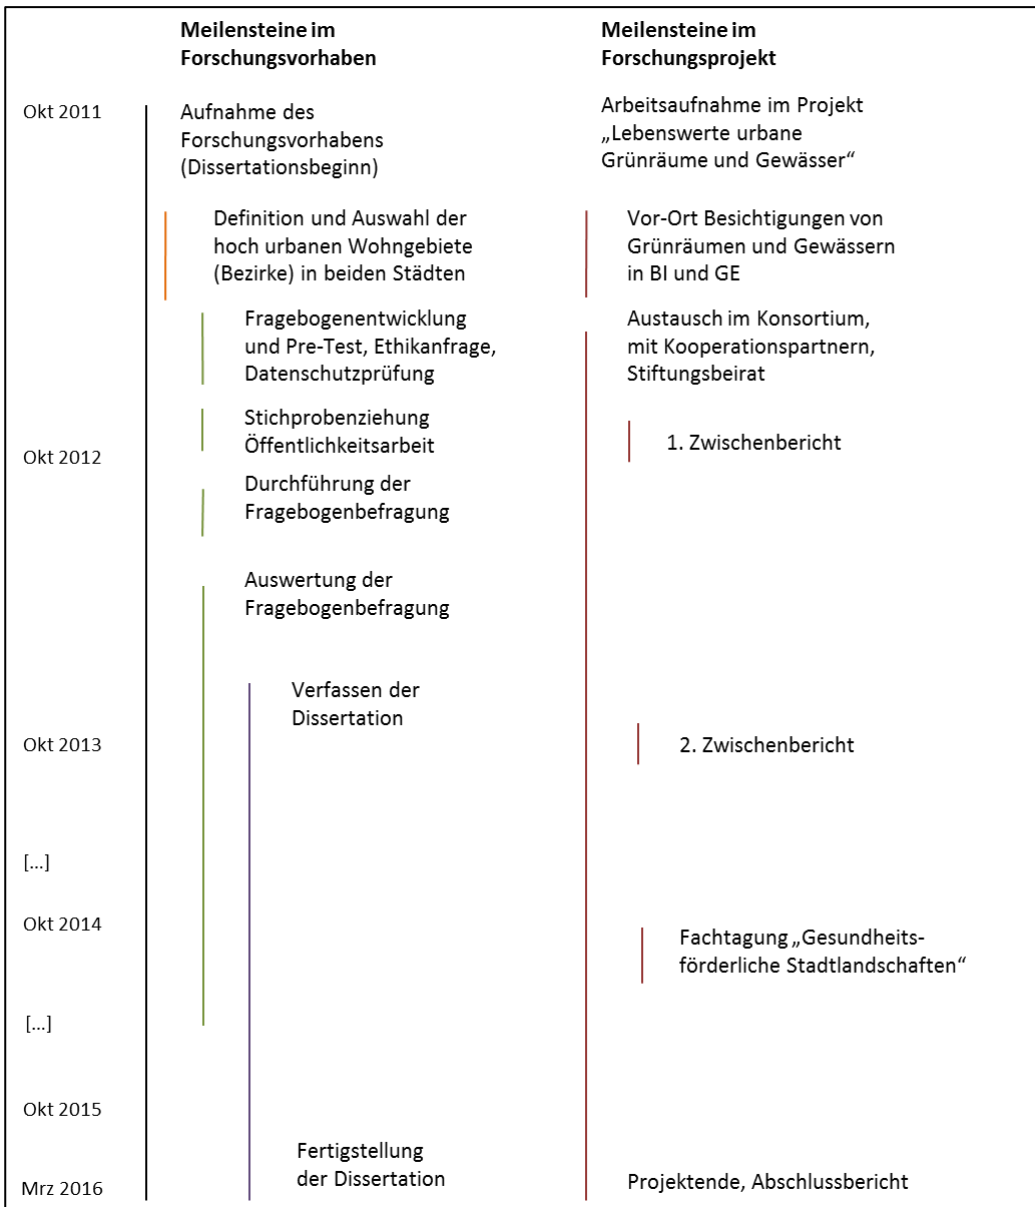 Meilensteine im
Forschungsvorhaben
Meilensteine im
Forschungsprojekt
Okt 2011
Aufnahme des
Forschungsvorhabens
(Dissertationsbeginn)
Arbeitsaufnahme im Projekt
„Lebenswerte urbane
Grünräume und Gewässer“
Definition und Auswahl der
hoch urbanen Wohngebiete
(Bezirke) in beiden Städten
Vor-Ort Besichtigungen von
Grünräumen und Gewässern
in BI und GE
Fragebogenentwicklung
und Pre-Test, Ethikanfrage,
Datenschutzprüfung
Austausch im Konsortium,
mit Kooperationspartnern,
Stiftungsbeirat
Stichprobenziehung
Öffentlichkeitsarbeit
1. Zwischenbericht
Okt 2012
Durchführung der
Fragebogenbefragung
Auswertung der
Fragebogenbefragung
Verfassen der
Dissertation
Okt 2013
2. Zwischenbericht
[...]
Okt 2014
Fachtagung „Gesundheits-
förderliche Stadtlandschaften“
[...]
Okt 2015
Fertigstellung
der Dissertation
Mrz 2016
Projektende, Abschlussbericht